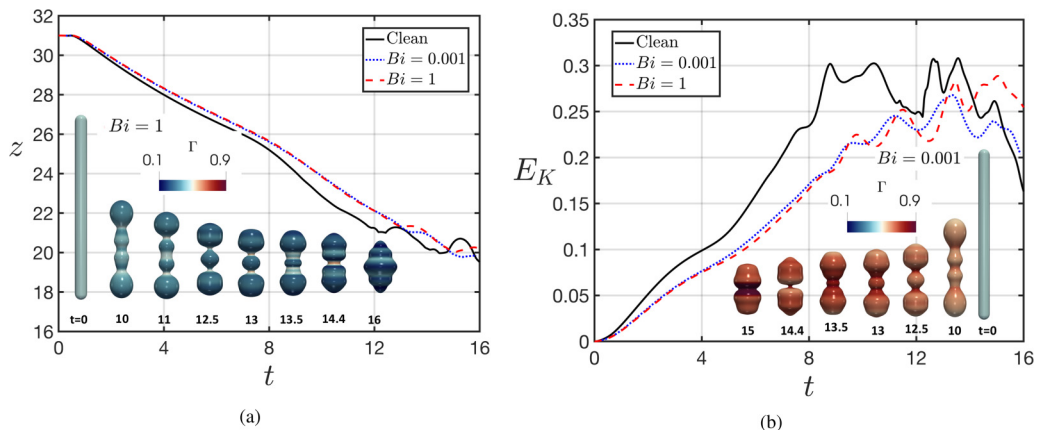 32
30
28
26
24
22
20
18
16
z
Clean
Bi = 0.001
Bi = 1
Bi = 1
Γ
0.1 0.9
t=0 10 11 12.5 13 13.5 14.4 16
0 4 8 12 16
t
(a)
0.35
0.3
0.25
0.2
0.15
0.1
0.05
0
E_K
Clean
Bi = 0.001
Bi = 1
Bi = 0.001
Γ
0.1 0.9
15 14.4 13.5 13 12.5 10 t=0
0 4 8 12 16
t
(b)